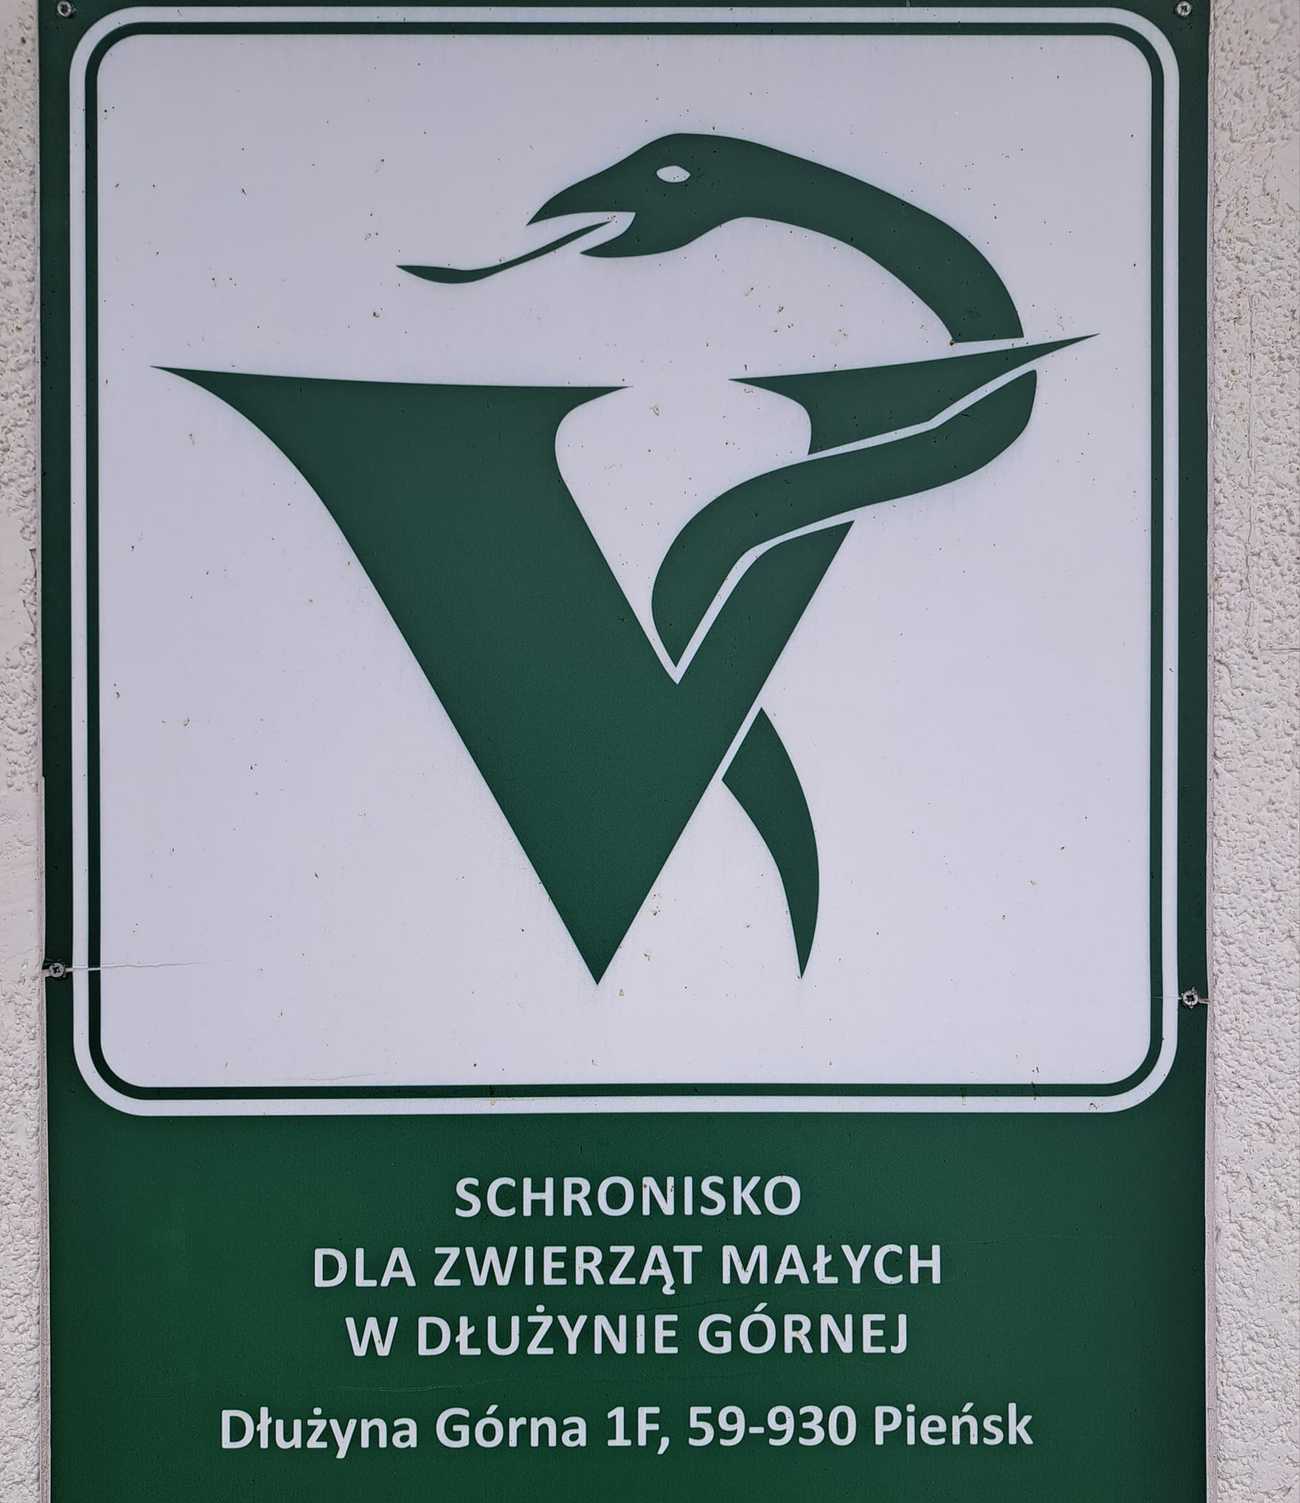 SCHRONISKO
DLA ZWIERZĄT MAŁYCH
W DŁUŻYNIE GÓRNEJ
Dłużyna Górna 1F, 59-930 Pieńsk